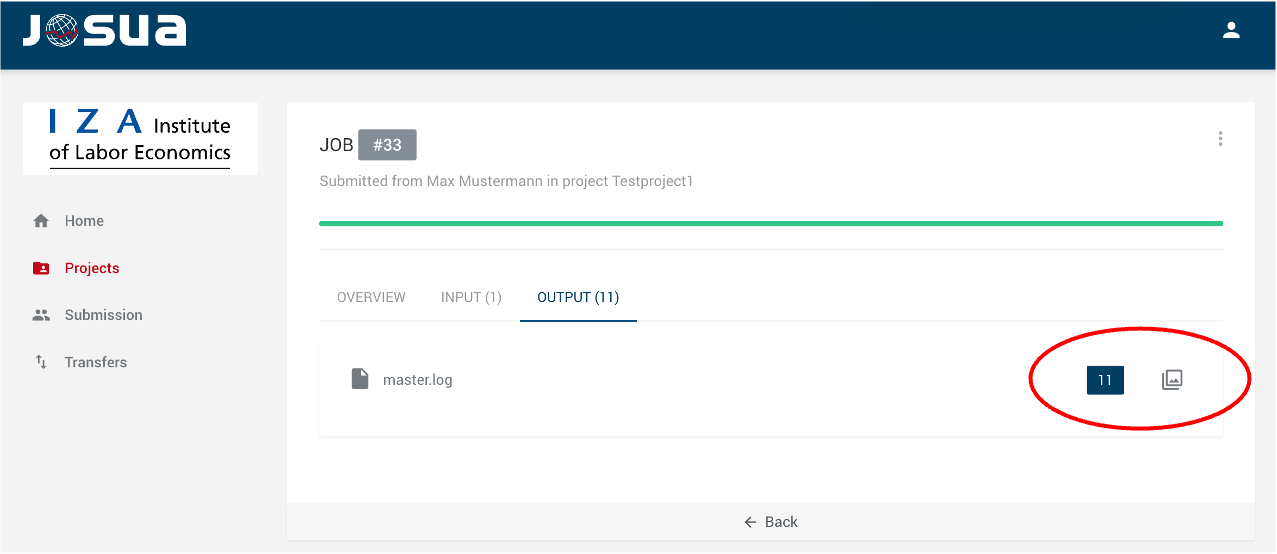 JOSUA
I Z A Institute
of Labor Economics
Home
Projects
Submission
Transfers
JOB #33
Submitted from Max Mustermann in project Testproject1
OVERVIEW INPUT (1) OUTPUT (11)
master.log 11
Back